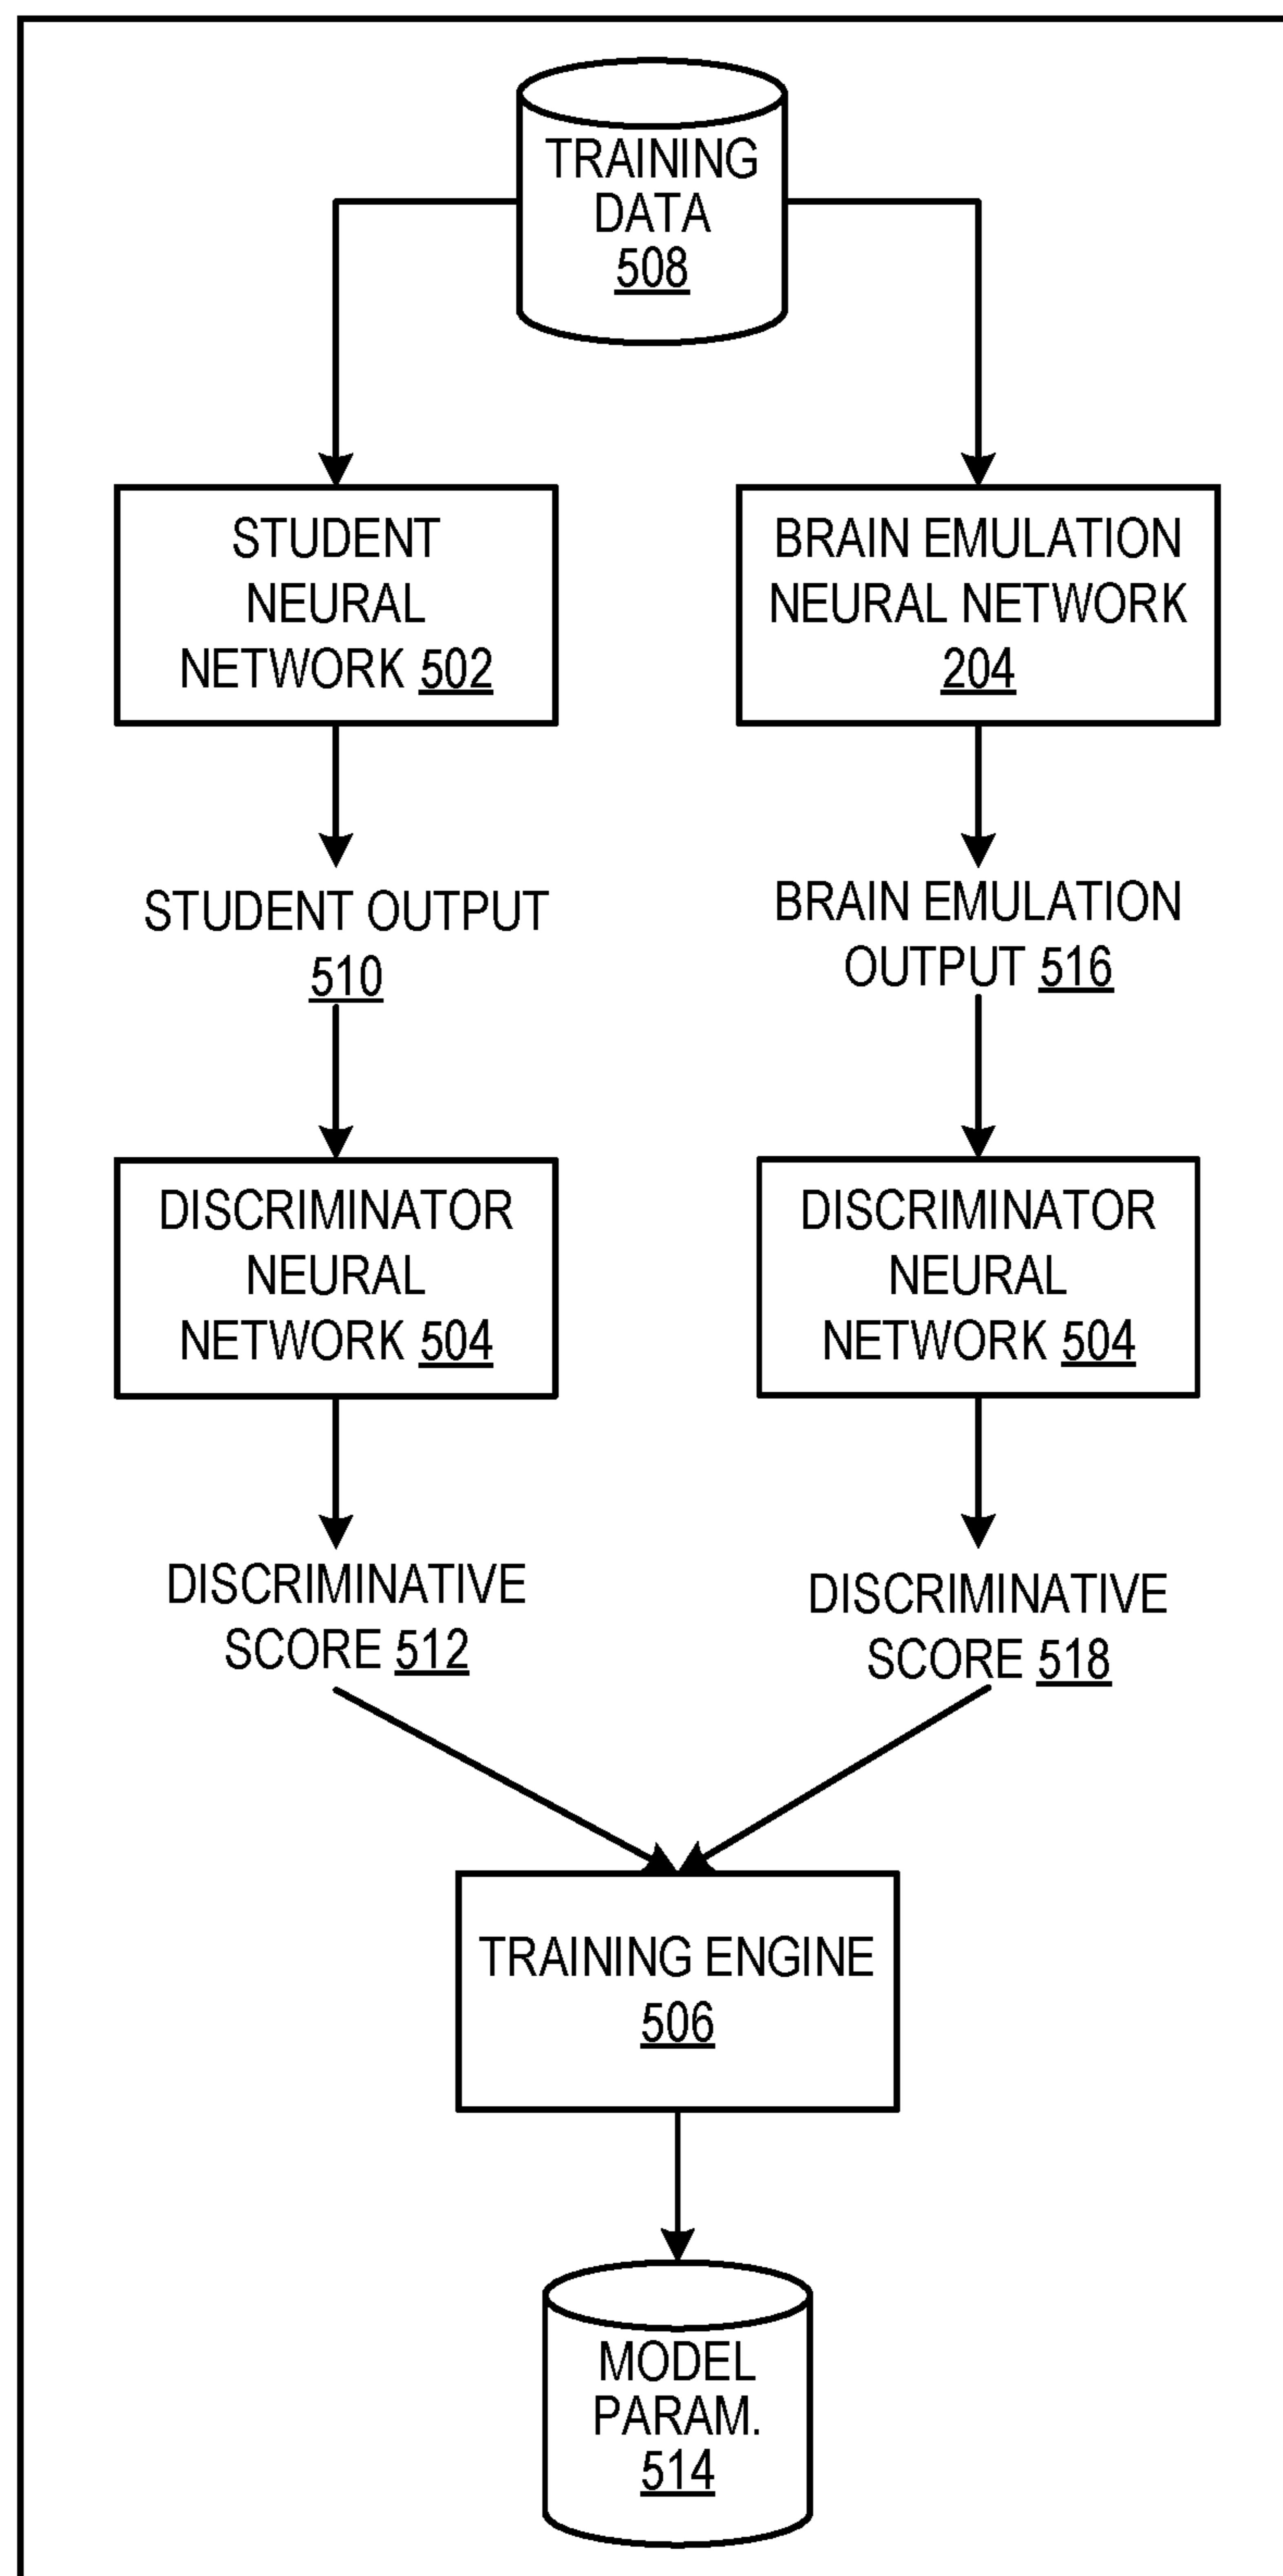 TRAINING
DATA
508
STUDENT
NEURAL
NETWORK 502
BRAIN EMULATION
NEURAL NETWORK
204
STUDENT OUTPUT
510
BRAIN EMULATION
OUTPUT 516
DISCRIMINATOR
NEURAL
NETWORK 504
DISCRIMINATOR
NEURAL
NETWORK 504
DISCRIMINATIVE
SCORE 512
DISCRIMINATIVE
SCORE 518
TRAINING ENGINE
506
MODEL
PARAM.
514